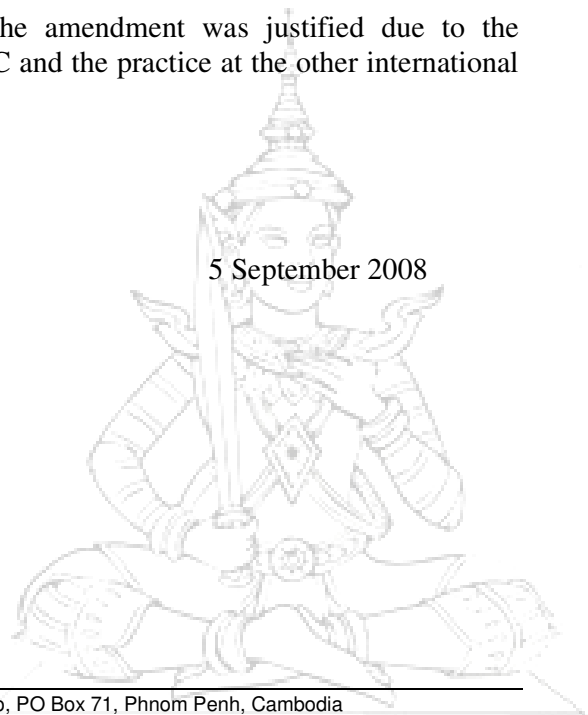 he amendment was justified due to the
C and the practice at the other international
5 September 2008
o, PO Box 71, Phnom Penh, Cambodia